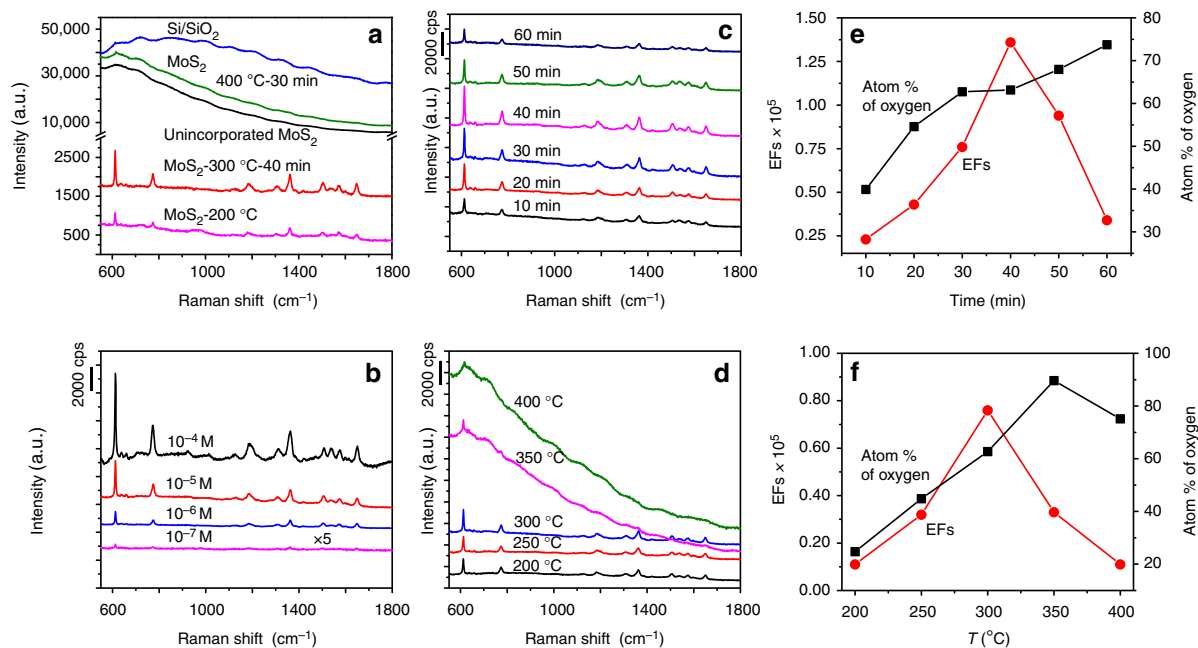 a
50,000
30,000
10,000
2500
1500
500
Intensity (a.u.)
Si/SiO2
MoS2
400 °C-30 min
Unincorporated MoS2
MoS2-300 °C-40 min
MoS2-200 °C
600 1000 1400 1800
Raman shift (cm–1)
c
2000 cps
Intensity (a.u.)
60 min
50 min
40 min
30 min
20 min
10 min
600 1000 1400 1800
Raman shift (cm–1)
e
1.50
1.25
1.00
0.75
0.50
0.25
EFs × 105
Atom %
of oxygen
EFs
80
70
60
50
40
30
Atom % of oxygen
10 20 30 40 50 60
Time (min)
b
2000 cps
Intensity (a.u.)
10–4 M
10–5 M
10–6 M
10–7 M
×5
600 1000 1400 1800
Raman shift (cm–1)
d
2000 cps
Intensity (a.u.)
400 °C
350 °C
300 °C
250 °C
200 °C
600 1000 1400 1800
Raman shift (cm–1)
f
1.00
0.80
0.60
0.40
0.20
0.00
EFs × 105
Atom %
of oxygen
EFs
100
80
60
40
20
Atom % of oxygen
200 250 300 350 400
T (°C)